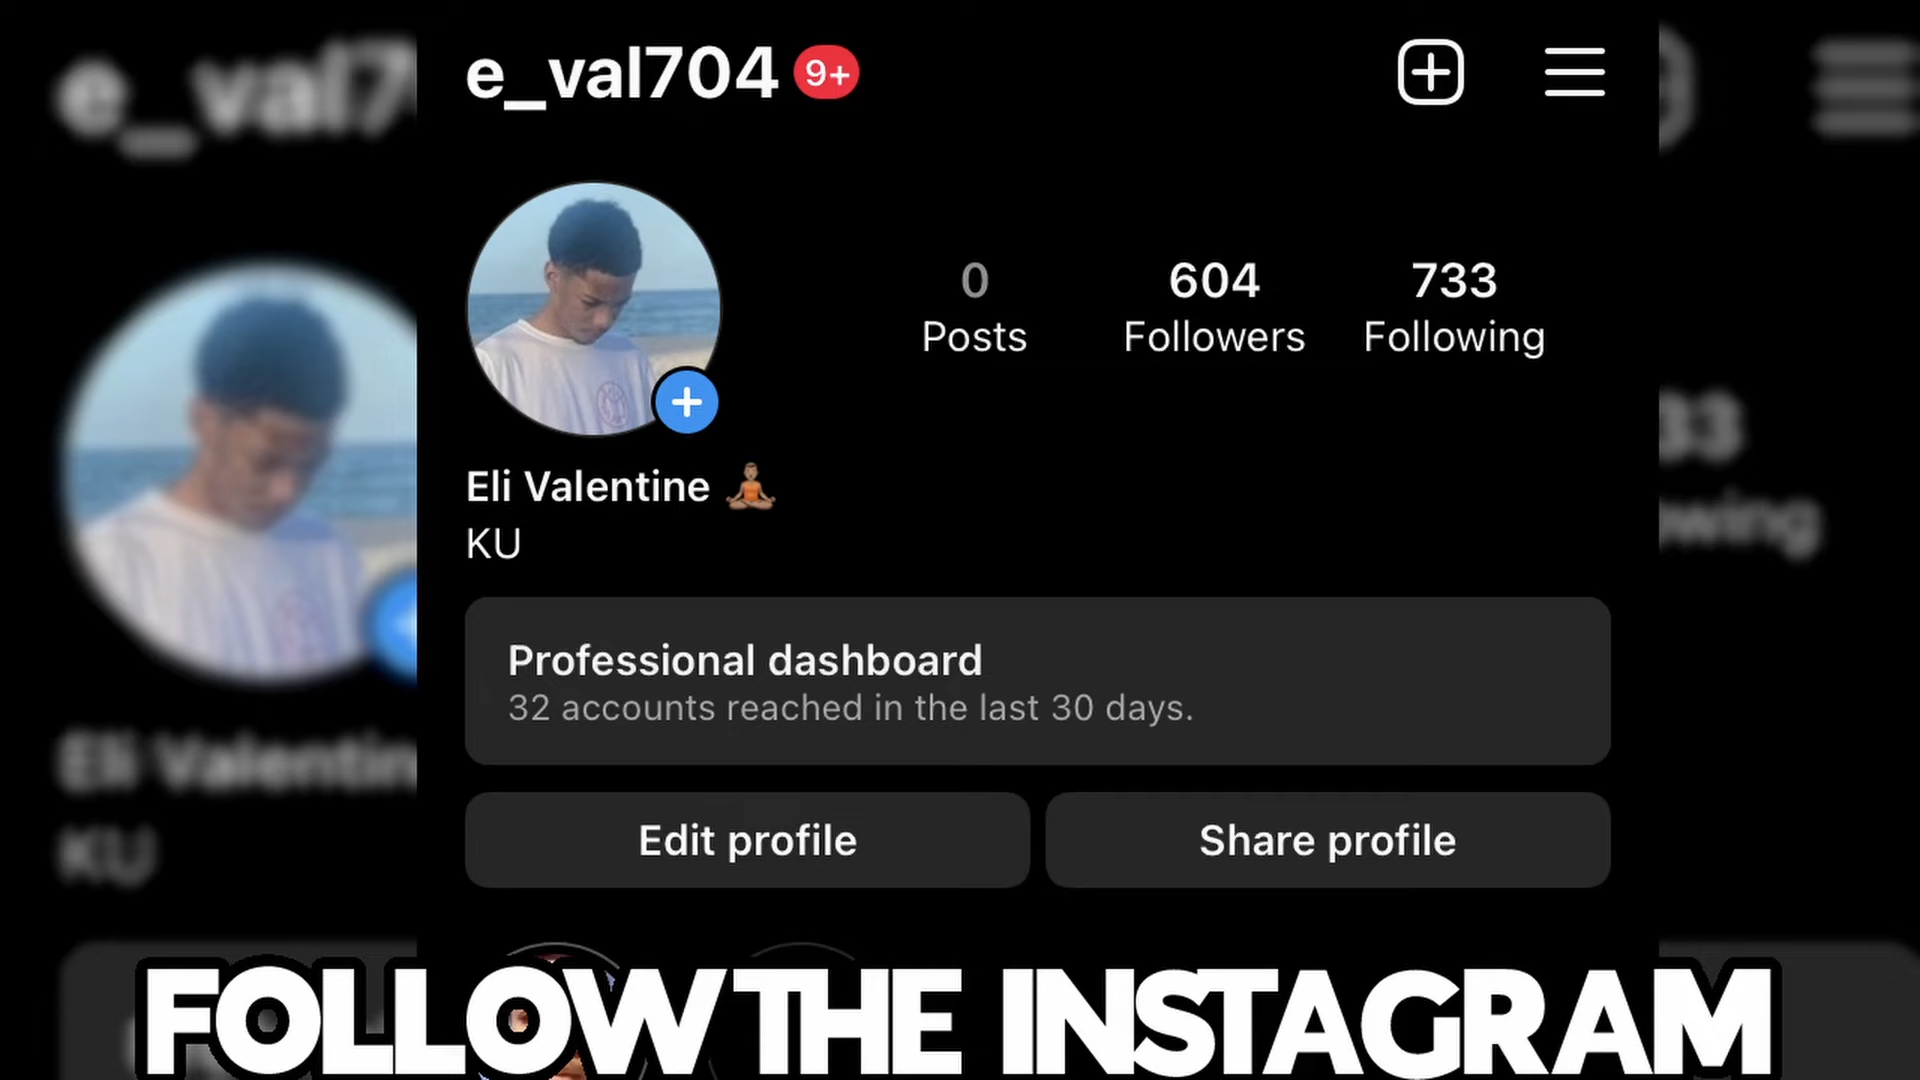 e_val704 9+
0 604 733
Posts Followers Following
Eli Valentine
KU
Professional dashboard
32 accounts reached in the last 30 days.
Edit profile Share profile
FOLLOW THE INSTAGRAM